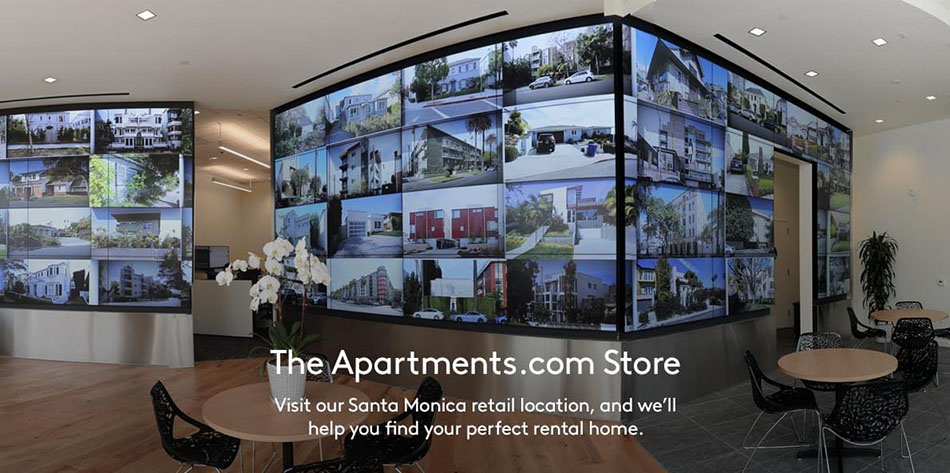 The Apartments.com Store
Visit our Santa Monica retail location, and we’ll
help you find your perfect rental home.